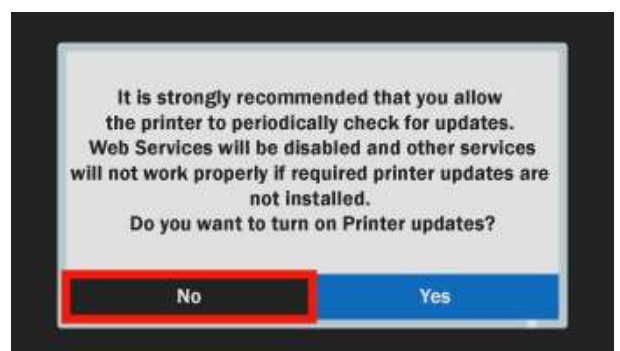 It is strongly recommended that you allow
the printer to periodically check for updates.
Web Services will be disabled and other services
will not work properly if required printer updates are
not installed.
Do you want to turn on Printer updates?
No
Yes